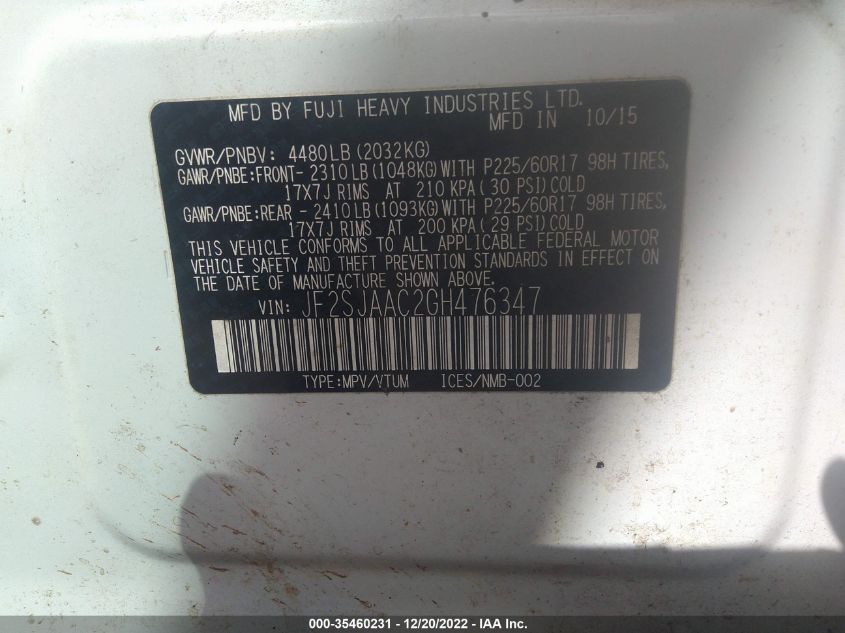 MFD BY FUJI HEAVY INDUSTRIES LTD.
MFD IN 10/15
GVWR/PNBV: 4480LB(2032KG)
GAWR/PNBE:FRONT- 2310LB(1048KG)WITH P225/60R17 98H TIRES,
17X7J RIMS AT 210 KPA( 30 PSI)COLD
GAWR/PNBE:REAR - 2410LB(1093KG)WITH P225/60R17 98H TIRES,
17X7J RIMS AT 200 KPA( 29 PSI)COLD
THIS VEHICLE CONFORMS TO ALL APPLICABLE FEDERAL MOTOR
VEHICLE SAFETY AND THEFT PREVENTION STANDARDS IN EFFECT ON
THE DATE OF MANUFACTURE SHOWN ABOVE.
VIN: JF2SJAAC2GH476347
TYPE:MPV/VTUM ICES/NMB-002
000-35460231 - 12/20/2022 - IAA Inc.